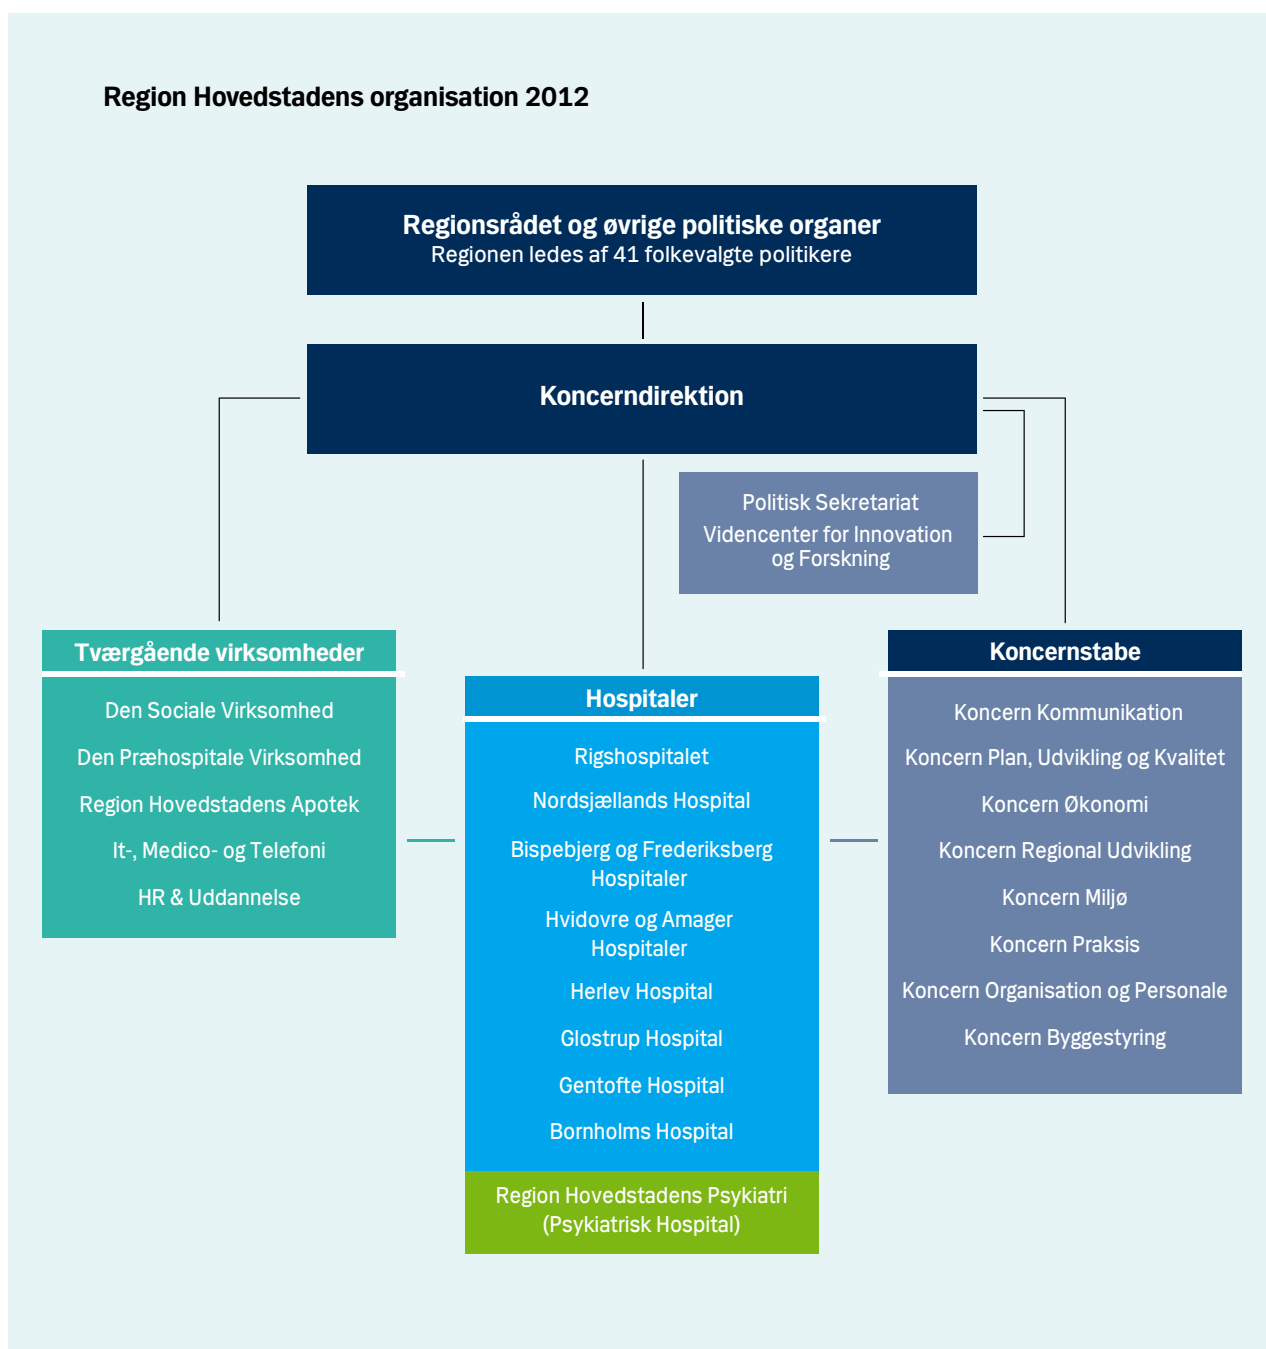 Region Hovedstadens organisation 2012
Regionsrådet og øvrige politiske organer
Regionen ledes af 41 folkevalgte politikere
Koncerndirektion
Politisk Sekretariat
Videncenter for Innovation
og Forskning
Tværgående virksomheder
Den Sociale Virksomhed
Den Præhospitale Virksomhed
Region Hovedstadens Apotek
It-, Medico- og Telefoni
HR & Uddannelse
Hospitaler
Rigshospitalet
Nordsjællands Hospital
Bispebjerg og Frederiksberg
Hospitaler
Hvidovre og Amager
Hospitaler
Herlev Hospital
Glostrup Hospital
Gentofte Hospital
Bornholms Hospital
Region Hovedstadens Psykiatri
(Psykiatrisk Hospital)
Koncernstabe
Koncern Kommunikation
Koncern Plan, Udvikling og Kvalitet
Koncern Økonomi
Koncern Regional Udvikling
Koncern Miljø
Koncern Praksis
Koncern Organisation og Personale
Koncern Byggestyring